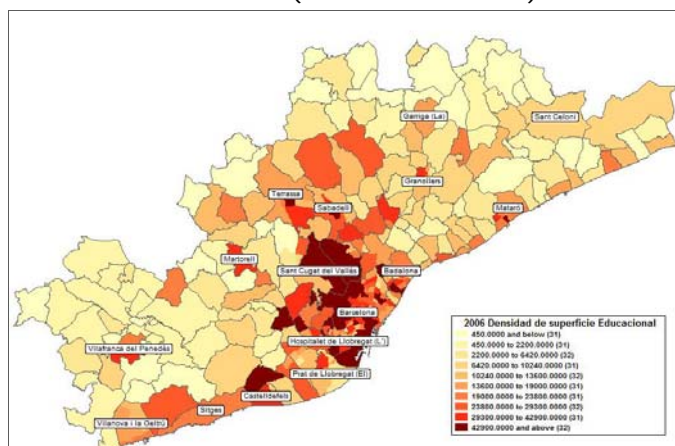 Garriga (La)
Sant Celoni
Granollers
Terrassa
Sabadell
Mataró
Martorell
Sant Cugat del Vallés
Badalona
Barcelona
Vilafranca del Penedés
Hospitalet de Llobregat (L')
Prat de Llobregat (El)
Castelldefels
Sitges
Vilanova i la Geltrú
2006 Densidad de superficie Educacional
450.0000 and below (31)
450.0000 to 2200.0000 (31)
2200.0000 to 6420.0000 (32)
6420.0000 to 10240.0000 (31)
10240.0000 to 13600.0000 (32)
13600.0000 to 19000.0000 (31)
19000.0000 to 23800.0000 (31)
23800.0000 to 29300.0000 (32)
29300.0000 to 42900.0000 (31)
42900.0000 and above (32)